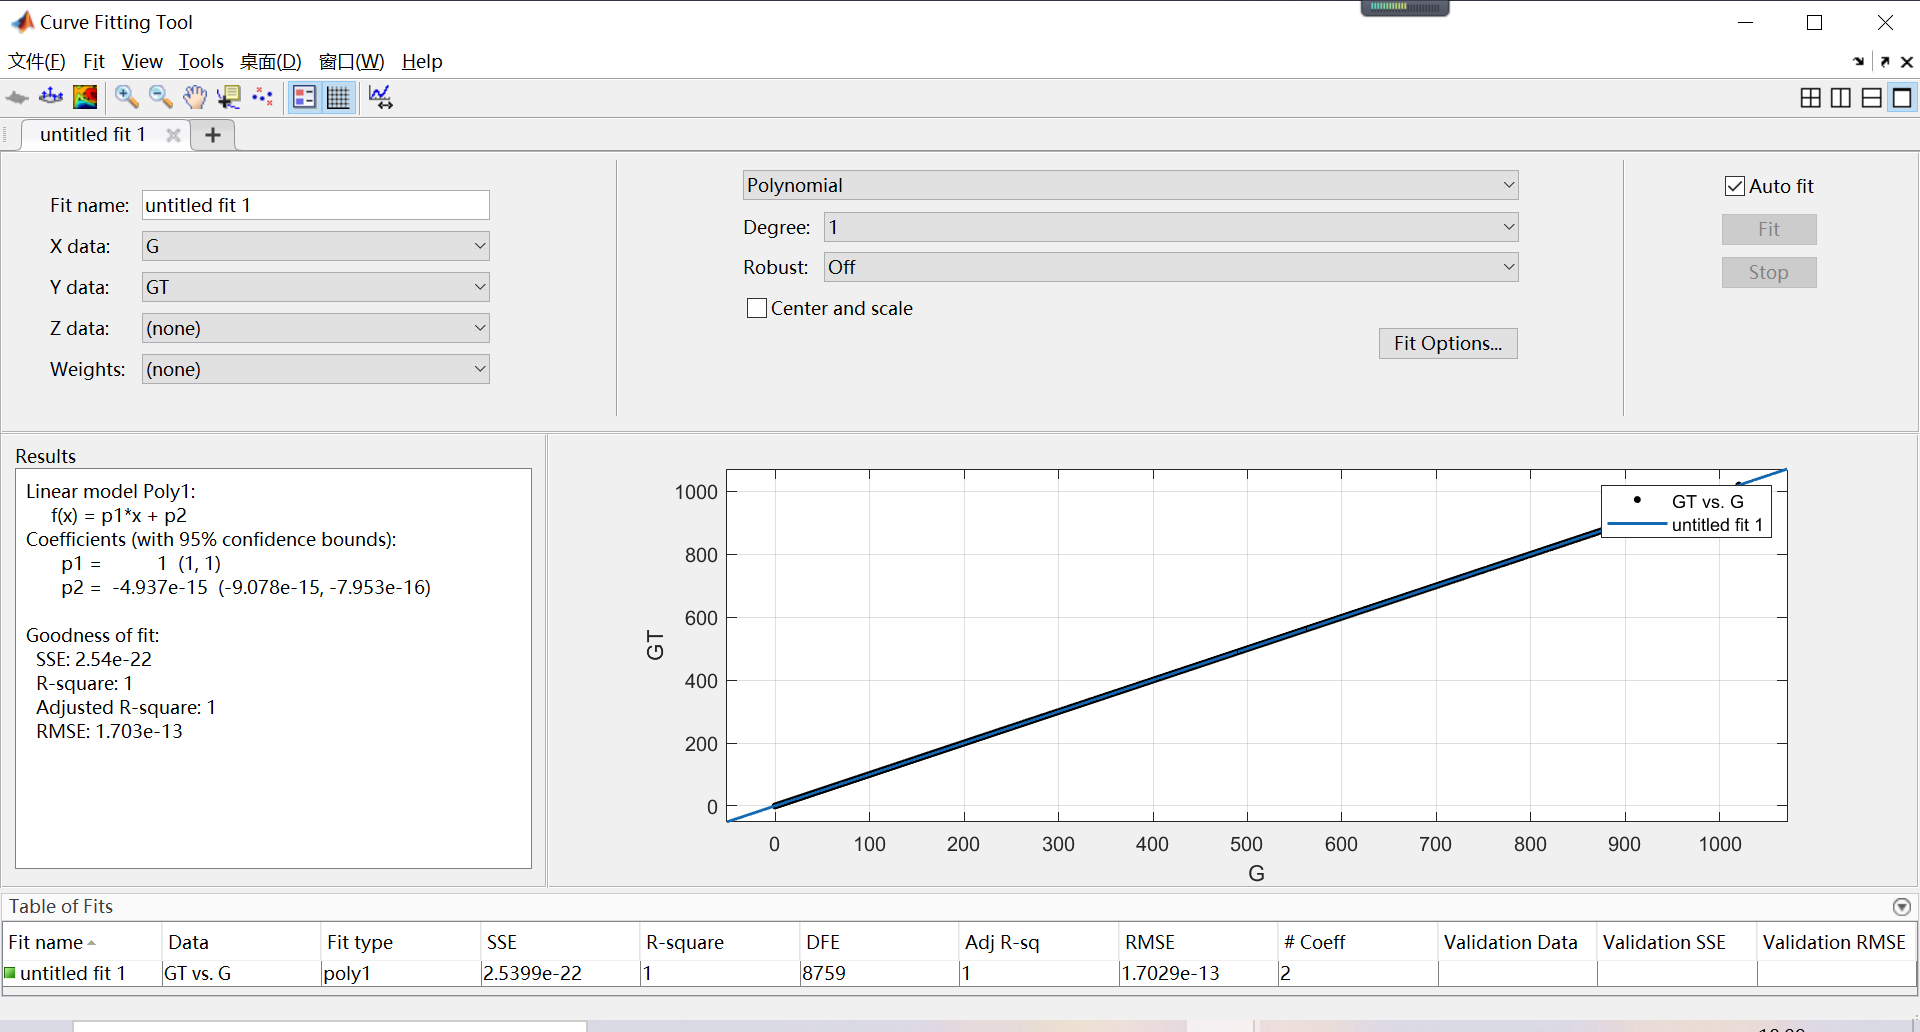 Curve Fitting Tool
文件(F) Fit View Tools 桌面(D) 窗口(W) Help
untitled fit 1
Fit name: untitled fit 1
X data: G
Y data: GT
Z data: (none)
Weights: (none)
Polynomial
Degree: 1
Robust: Off
Center and scale
Fit Options...
Auto fit
Fit
Stop
Results
Linear model Poly1:
f(x) = p1*x + p2
Coefficients (with 95% confidence bounds):
p1 = 1 (1, 1)
p2 = -4.937e-15 (-9.078e-15, -7.953e-16)
Goodness of fit:
SSE: 2.54e-22
R-square: 1
Adjusted R-square: 1
RMSE: 1.703e-13
1000
800
600
400
200
0
GT
GT vs. G
untitled fit 1
0 100 200 300 400 500 600 700 800 900 1000
G
Table of Fits
Fit name Data Fit type SSE R-square DFE Adj R-sq RMSE # Coeff Validation Data Validation SSE Validation RMSE
untitled fit 1 GT vs. G poly1 2.5399e-22 1 8759 1 1.7029e-13 2